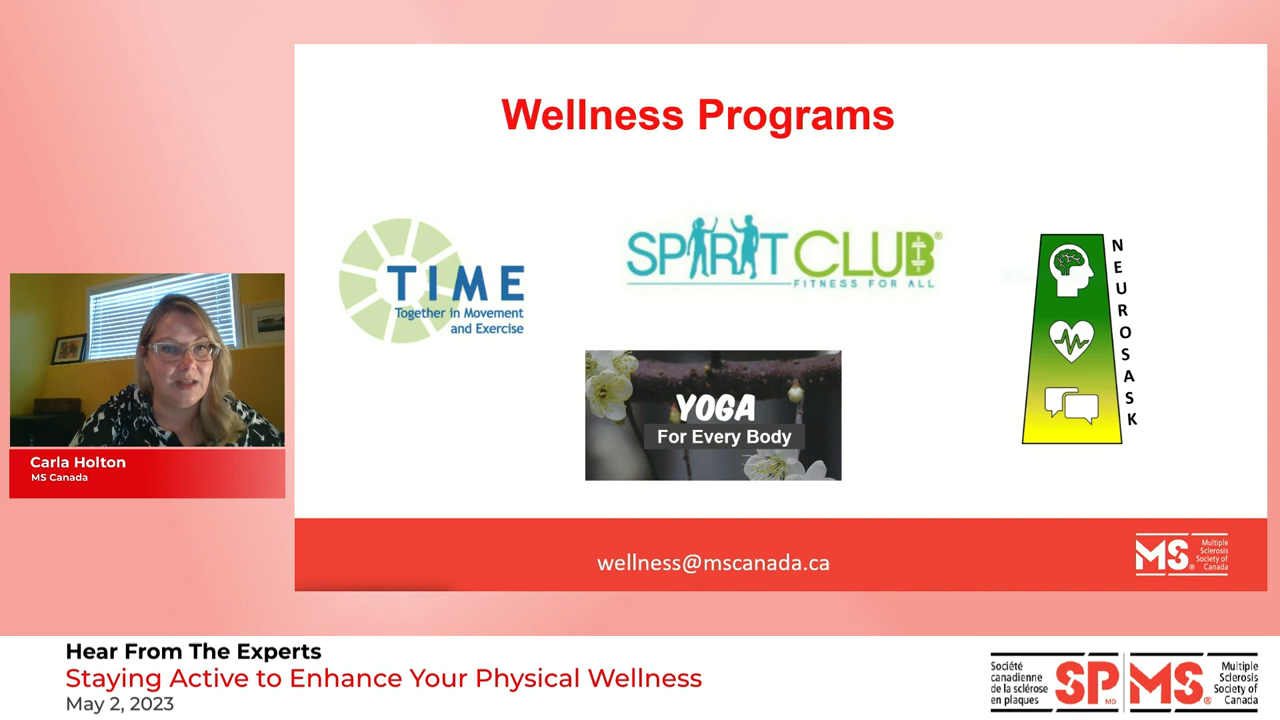 Wellness Programs
TIME
Together in Movement
and Exercise
SPIRIT CLUB®
FITNESS FOR ALL
YOGA
For Every Body
NEUROSASK
Carla Holton
MS Canada
wellness@mscanada.ca
MS®
Multiple
Sclerosis
Society of
Canada
Hear From The Experts
Staying Active to Enhance Your Physical Wellness
May 2, 2023
Société
canadienne
de la sclérose
en plaques
SP MD
MS®
Multiple
Sclerosis
Society of
Canada